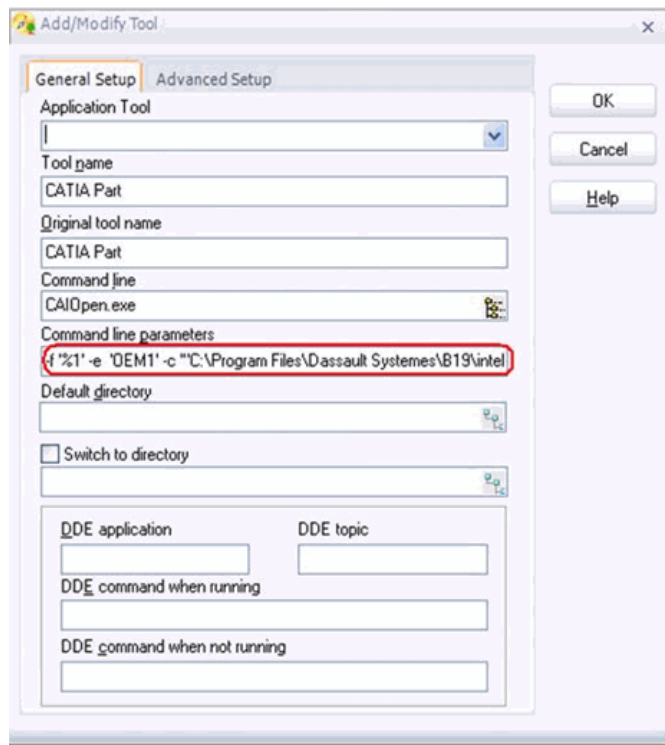 Add/Modify Tool
General Setup Advanced Setup
OK
Application Tool
Cancel
Tool name
CATIA Part
Help
Original tool name
CATIA Part
Command line
CAIOpen.exe
Command line parameters
-f '%1' -e 'OEM1' -c "'C:\Program Files\Dassault Systemes\B19\intel
Default directory
Switch to directory
DDE application DDE topic
DDE command when running
DDE command when not running